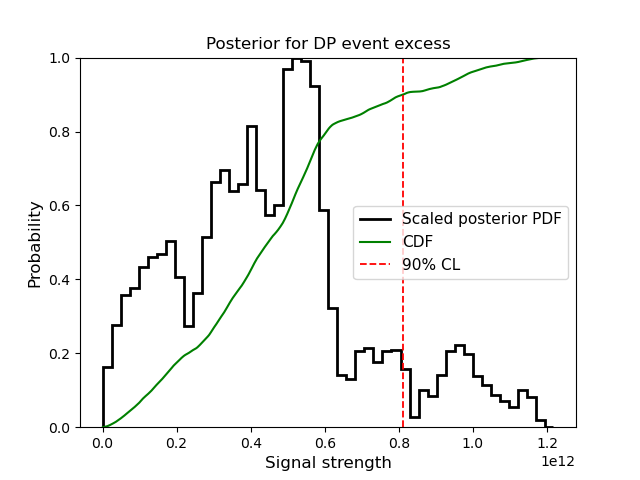 Posterior for DP event excess
1.0
0.8
0.6
0.4
0.2
0.0
Probability
Scaled posterior PDF
CDF
90% CL
0.0 0.2 0.4 0.6 0.8 1.0 1.2
1e12
Signal strength